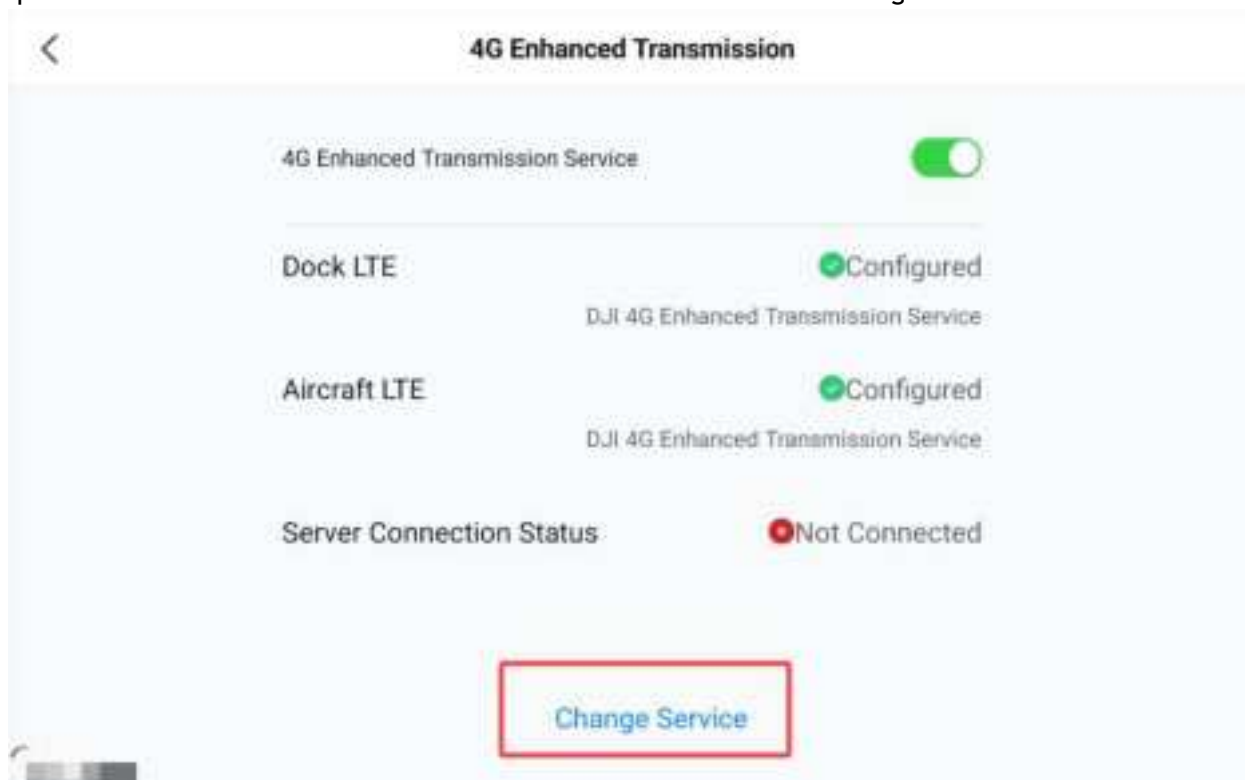 4G Enhanced Transmission
4G Enhanced Transmission Service
Dock LTE Configured
DJI 4G Enhanced Transmission Service
Aircraft LTE Configured
DJI 4G Enhanced Transmission Service
Server Connection Status Not Connected
Change Service